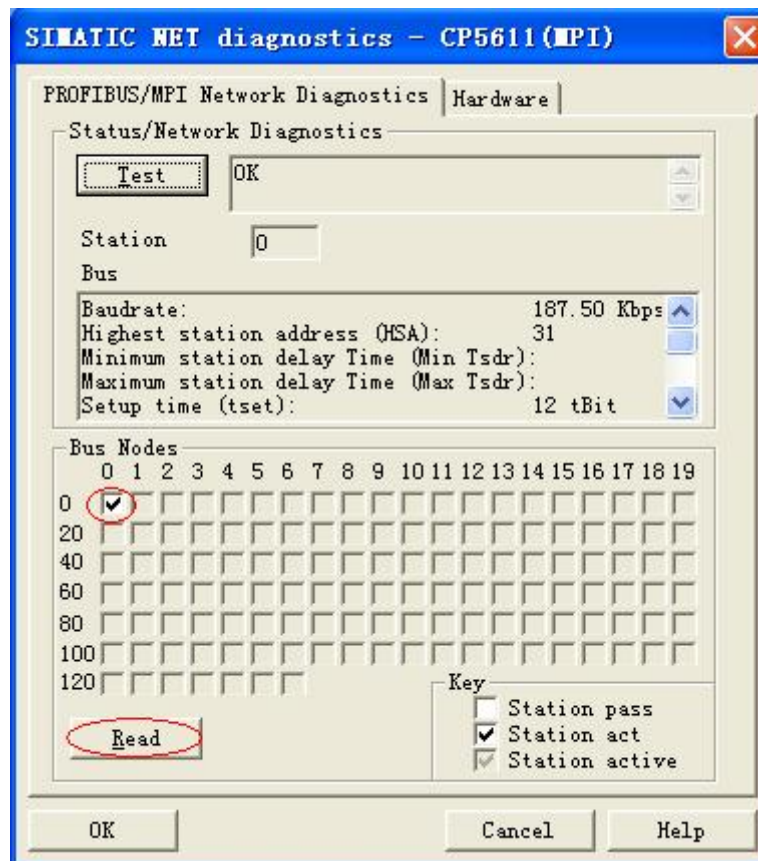 SIMATIC NET diagnostics - CP5611(MPI)
PROFIBUS/MPI Network Diagnostics
Hardware
Status/Network Diagnostics
Test
OK
Station
0
Bus
Baudrate: 187.50 Kbps
Highest station address (HSA): 31
Minimum station delay Time (Min Tsdr):
Maximum station delay Time (Max Tsdr):
Setup time (tset): 12 tBit
Bus Nodes
0 1 2 3 4 5 6 7 8 9 10 11 12 13 14 15 16 17 18 19
0
20
40
60
80
100
120
Key
Station pass
Station act
Station active
Read
OK
Cancel
Help